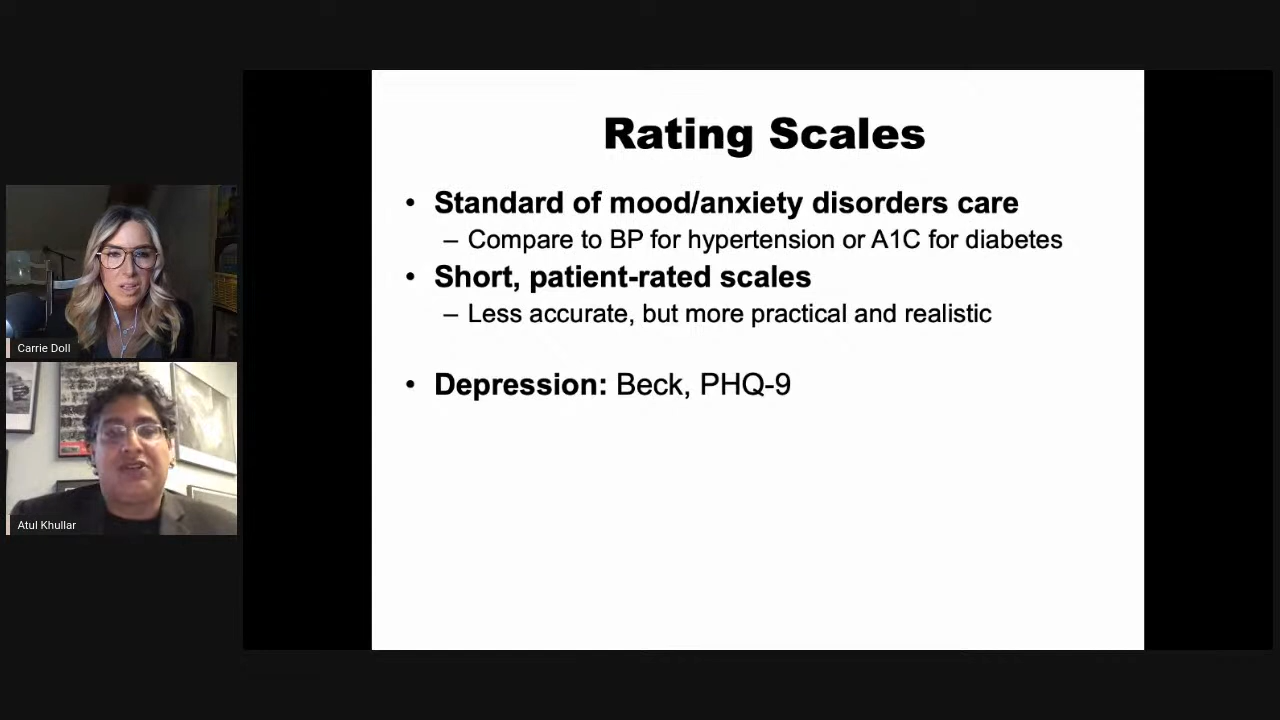 Rating Scales
• Standard of mood/anxiety disorders care
– Compare to BP for hypertension or A1C for diabetes
• Short, patient-rated scales
– Less accurate, but more practical and realistic
• Depression: Beck, PHQ-9
Carrie Doll
Atul Khullar